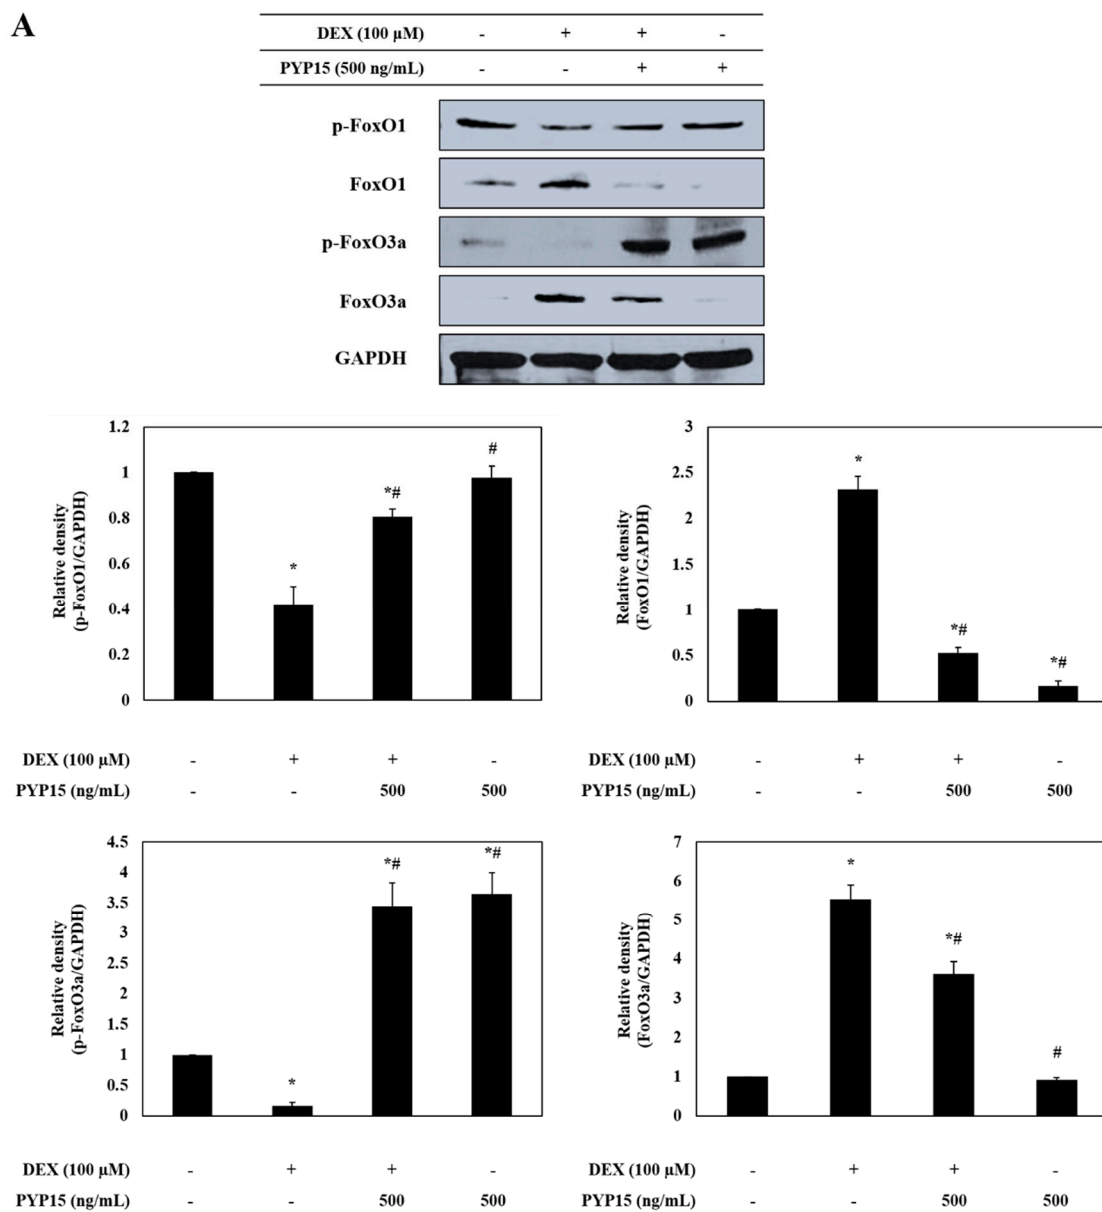 A
DEX (100 µM) - + + -
PYP15 (500 ng/mL) - - + +
p-FoxO1
FoxO1
p-FoxO3a
FoxO3a
GAPDH
Relative density
(p-FoxO1/GAPDH)
1.2
1
0.8
0.6
0.4
0.2
0
*
*#
#
DEX (100 µM) - + + -
PYP15 (ng/mL) - - 500 500
Relative density
(FoxO1/GAPDH)
3
2.5
2
1.5
1
0.5
0
*
*#
*#
DEX (100 µM) - + + -
PYP15 (ng/mL) - - 500 500
Relative density
(p-FoxO3a/GAPDH)
4.5
4
3.5
3
2.5
2
1.5
1
0.5
0
*
*#
*#
DEX (100 µM) - + + -
PYP15 (ng/mL) - - 500 500
Relative density
(FoxO3a/GAPDH)
7
6
5
4
3
2
1
0
*
*#
#
DEX (100 µM) - + + -
PYP15 (ng/mL) - - 500 500